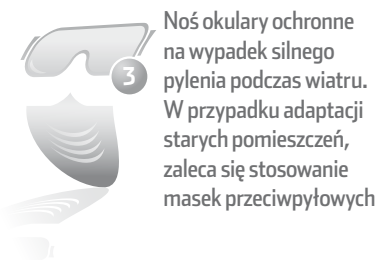 3
Noś okulary ochronne
na wypadek silnego
pylenia podczas wiatru.
W przypadku adaptacji
starych pomieszczeń,
zaleca się stosowanie
masek przeciwpyłowych